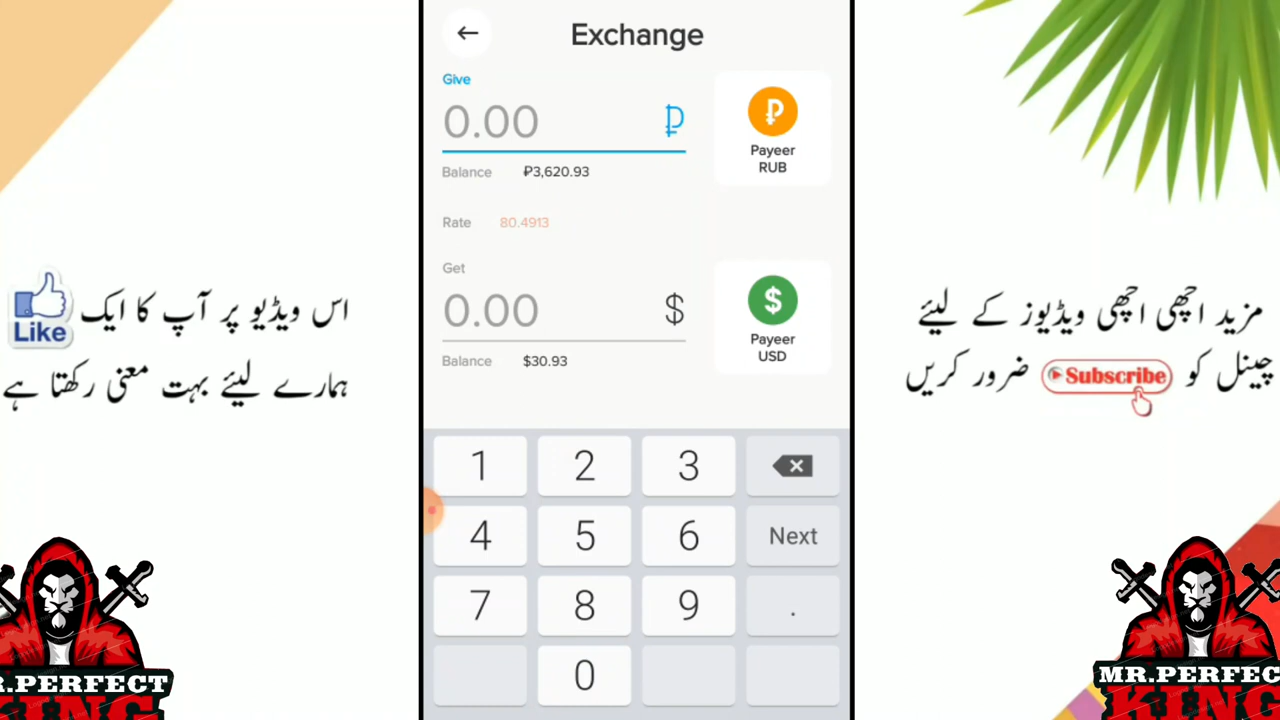 Exchange
Give
0.00 ₽
Payeer
RUB
Balance ₽3,620.93
Rate 80.4913
Get
0.00 $
Payeer
USD
Balance $30.93
1 2 3
4 5 6 Next
7 8 9 .
0
اس ویڈیو پر آپ کا ایک Like
ہمارے لیئے بہت معنی رکھتا ہے
مزید اچھی اچھی ویڈیوز کے لیئے
چینل کو Subscribe ضرور کریں
R.PERFECT
KING
MR.PERFEC
KING